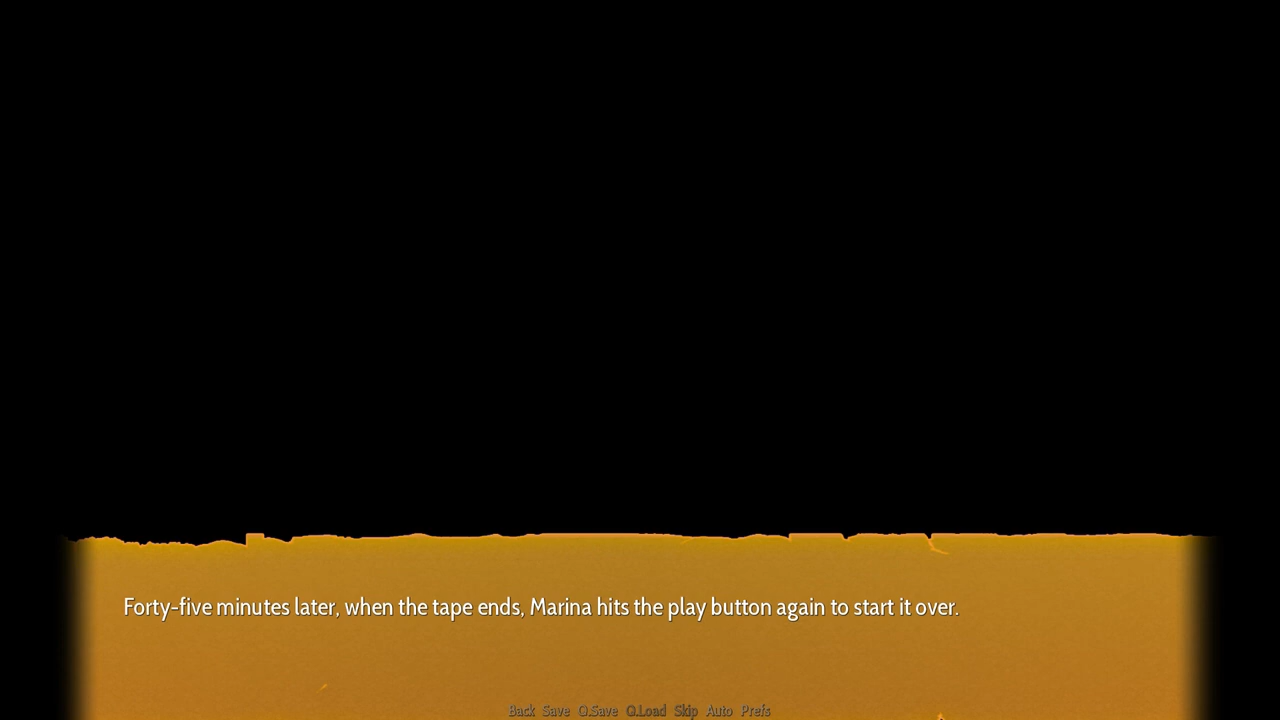 Forty-five minutes later, when the tape ends, Marina hits the play button again to start it over.
Back Save Q.Save Q.Load Skip Auto Prefs